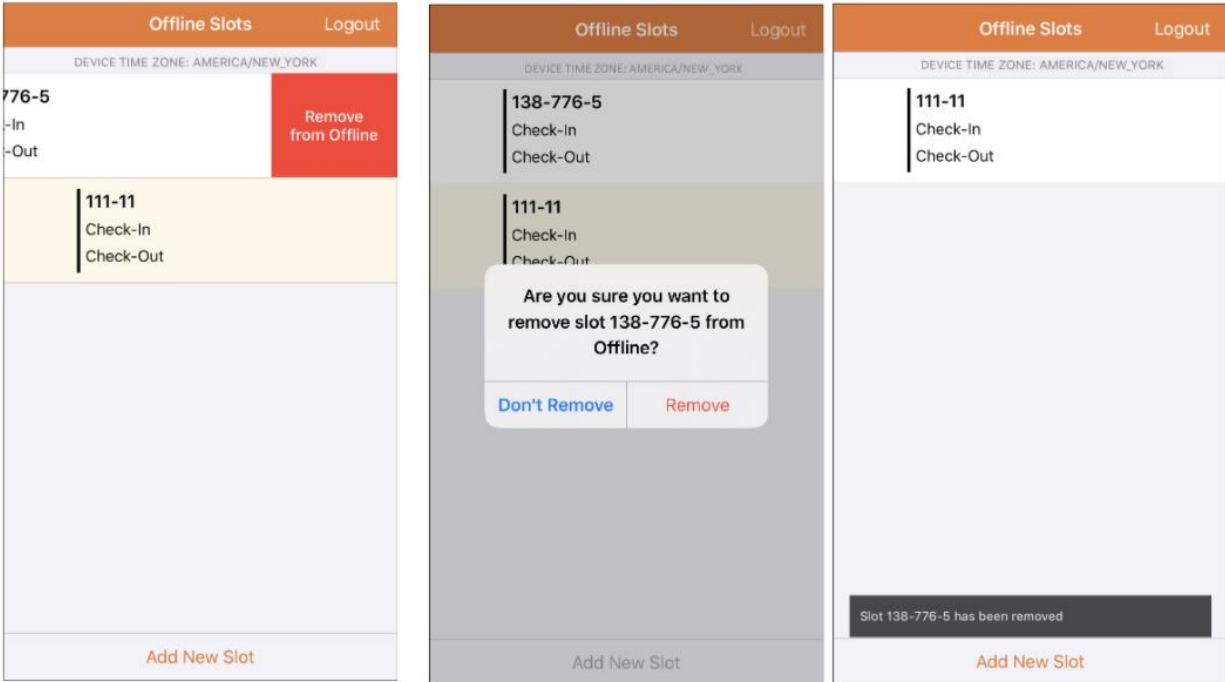 Offline Slots Logout
DEVICE TIME ZONE: AMERICA/NEW_YORK
776-5
-In
-Out
Remove
from Offline
111-11
Check-In
Check-Out
Add New Slot
Offline Slots Logout
DEVICE TIME ZONE: AMERICA/NEW_YORK
138-776-5
Check-In
Check-Out
111-11
Check-In
Check-Out
Are you sure you want to
remove slot 138-776-5 from
Offline?
Don't Remove Remove
Add New Slot
Offline Slots Logout
DEVICE TIME ZONE: AMERICA/NEW_YORK
111-11
Check-In
Check-Out
Slot 138-776-5 has been removed
Add New Slot